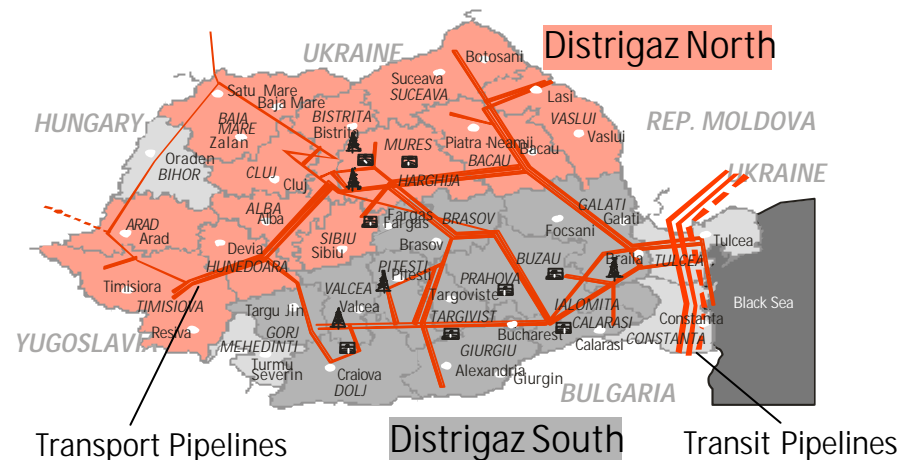 Distrigaz North
UKRAINE
Botosani
Suceava
SUCEAVA
Satu Mare
Baja Mare
Lasi
HUNGARY
BAJA
MARE
Zalan
BISTRITA
Bistrita
MURES
Piatra -Neamii
VASLUI
Vaslui
REP. MOLDOVA
Oraden
BIHOR
CLUJ
Cluj
BACAU
Bacau
HARGHIJA
UKRAINE
ALBA
Alba
Fargas
Fargas
BRASOV
GALATI
Galati
ARAD
Arad
Focsani
Tulcea
Devia
HUNEDOARA
SIBIU
Sibiu
Brasov
BUZAU
Braila
TULCEA
PITESTI
Pitesti
PRAHOVA
Timisiora
TIMISIOVA
VALCEA
Valcea
Targoviste
TARGIVIST
IALOMITA
CALARASI
Black Sea
Targu Jin
GORJ
Resiva
MEHEDINTI
Bucharest
Constanta
CONSTANTA
YUGOSLAVIA
Turmu
Severin
GIURGIU
Calarasi
Craiova
DOLJ
Alexandria
Giurgin
BULGARIA
Transport Pipelines
Distrigaz South
Transit Pipelines